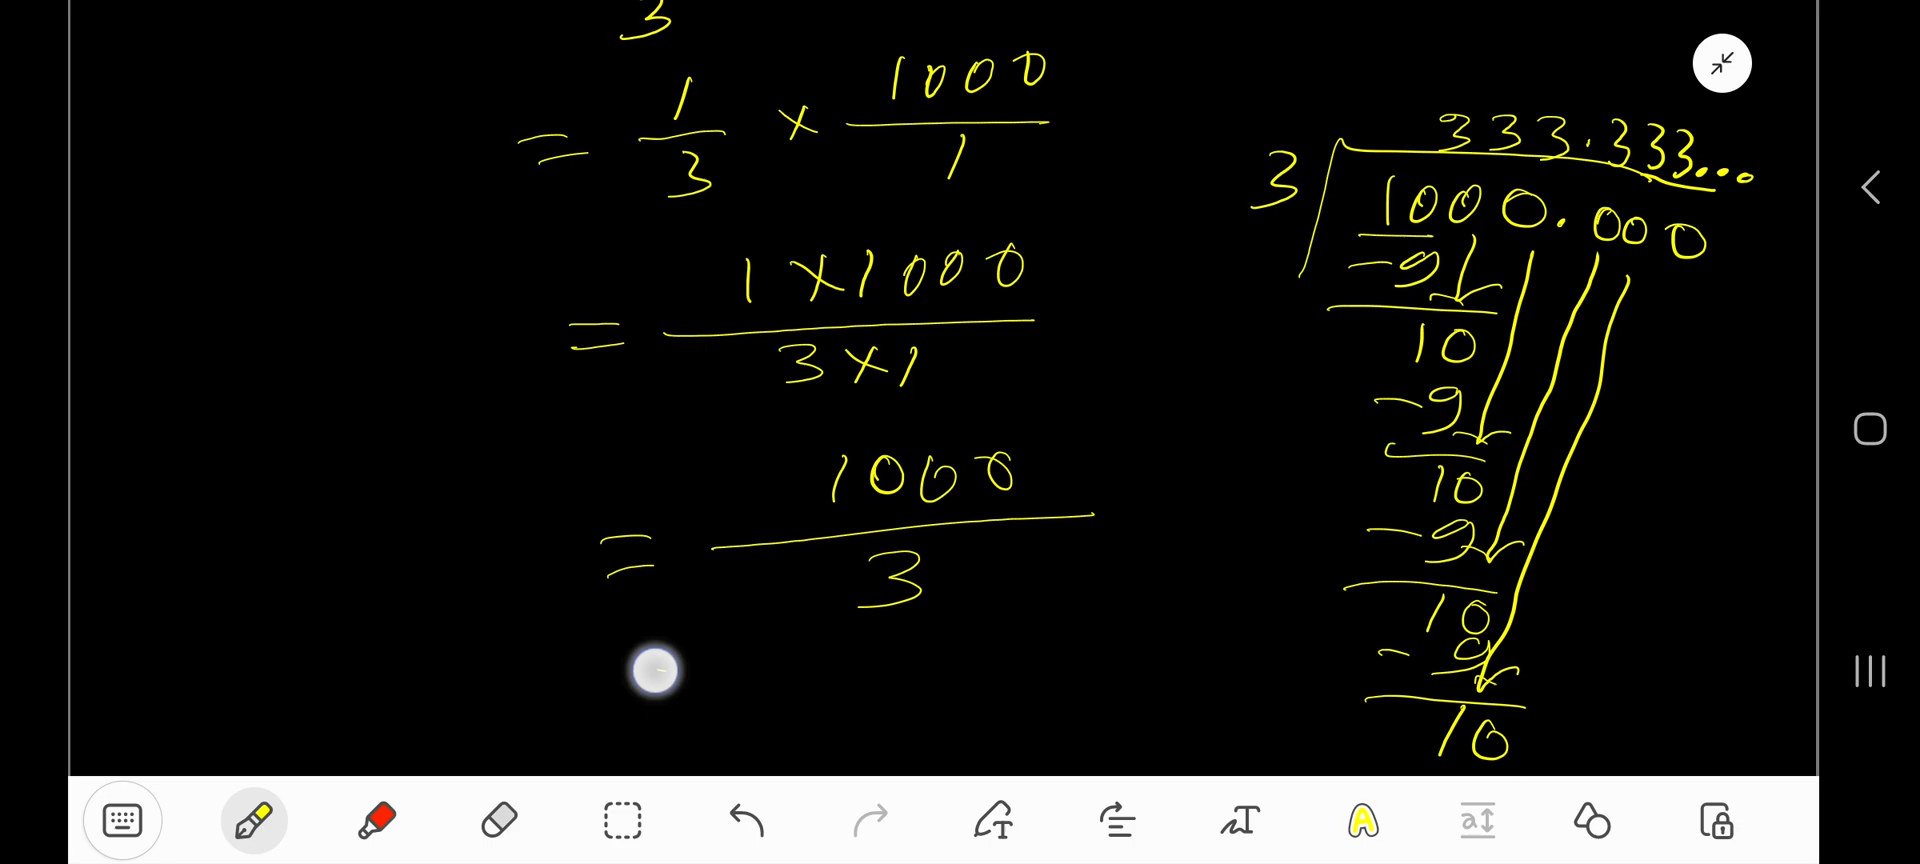 3
= 1/3 × 1000/1
= 1×1000 / 3×1
= 1000/3
333.333...
3 1000.000
-9
10
-9
10
-9
10
-9
10
T
T
A
a